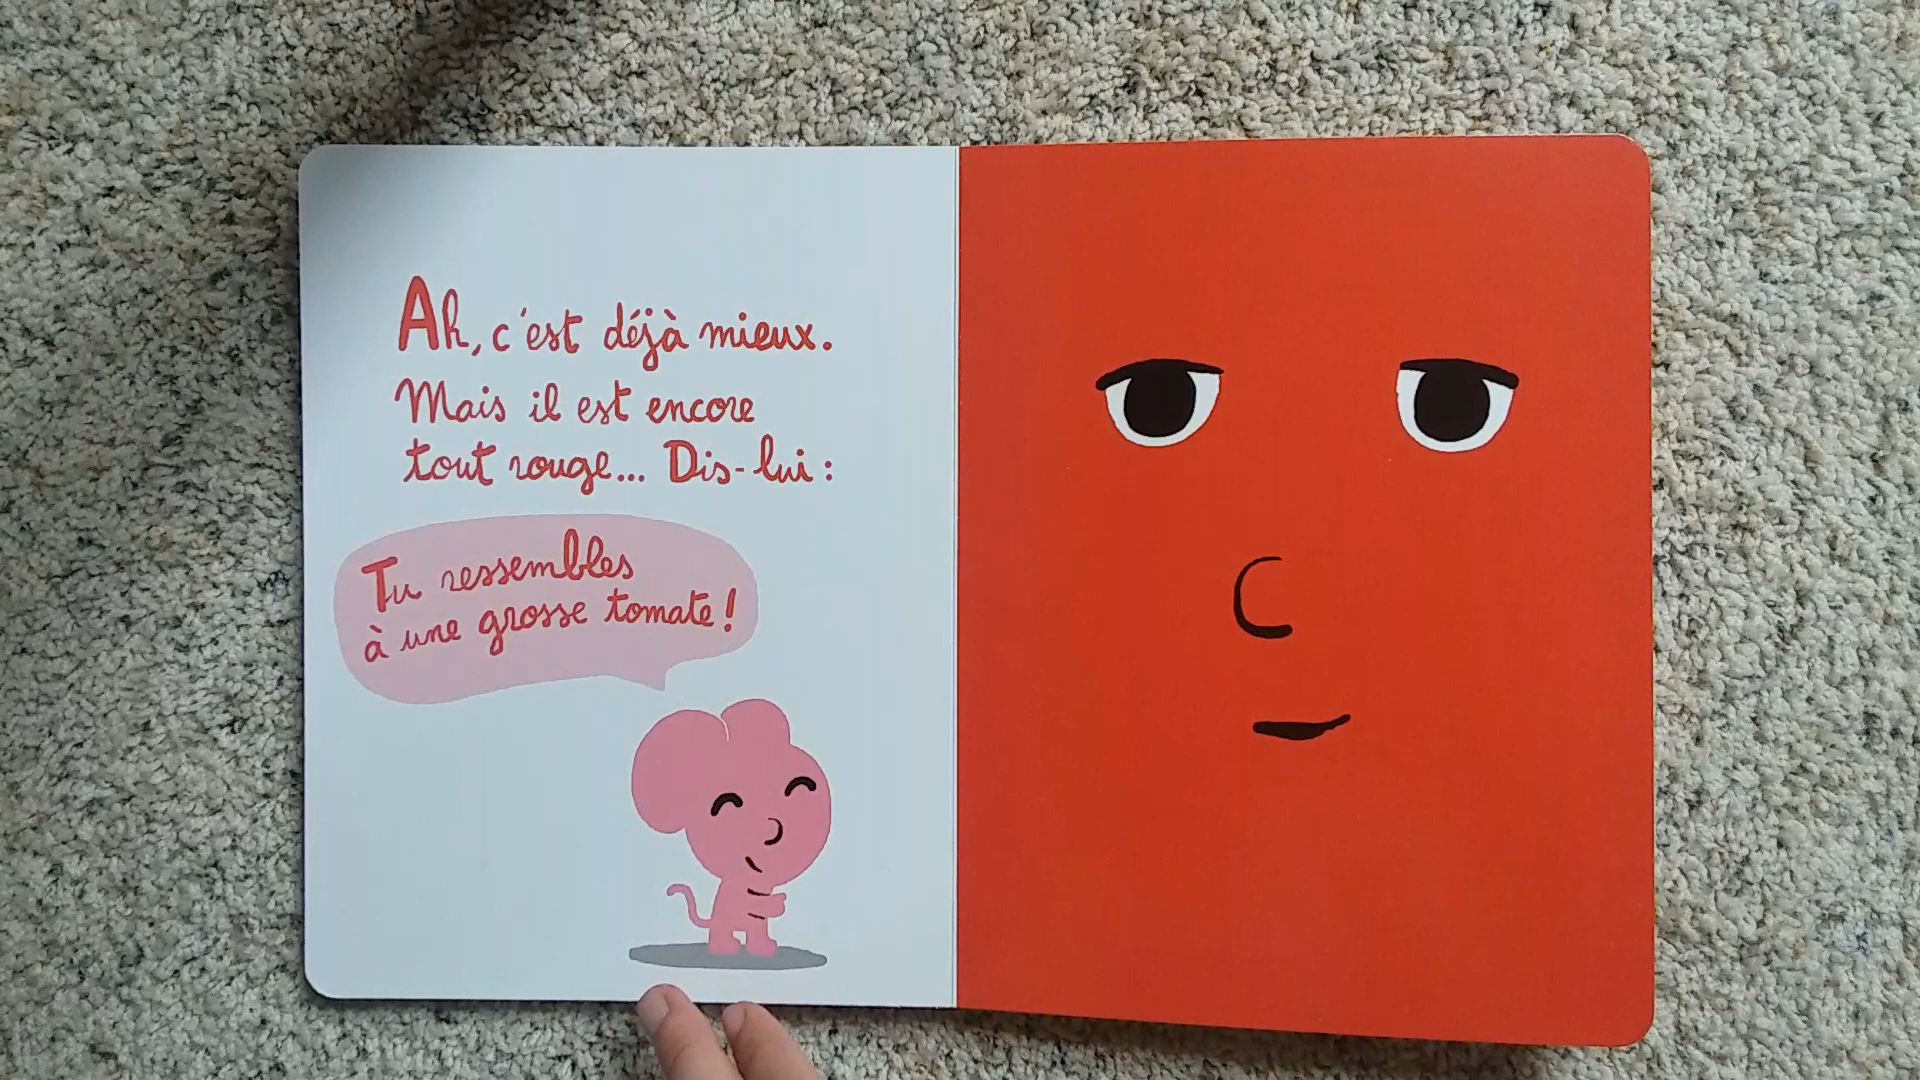 Ah, c'est déjà mieux.
Mais il est encore
tout rouge... Dis-lui :
Tu ressembles
à une grosse tomate !